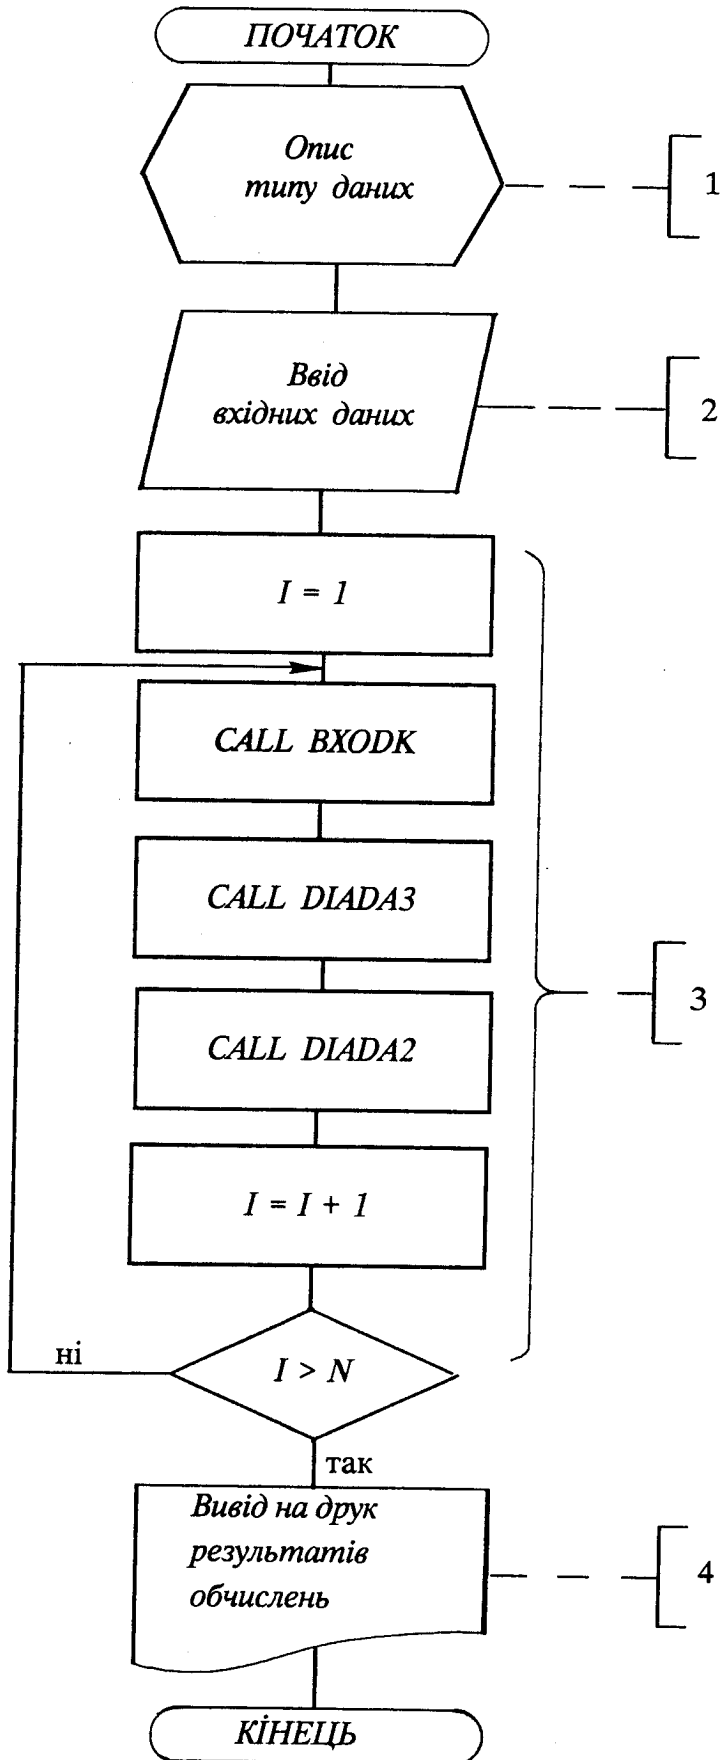 ПОЧАТОК
Опис
типу даних
1
Ввід
вхідних даних
2
I = 1
CALL BXODK
CALL DIADA3
CALL DIADA2
3
I = I + 1
ні
I > N
так
Вивід на друк
результатів
обчислень
4
КІНЕЦЬ